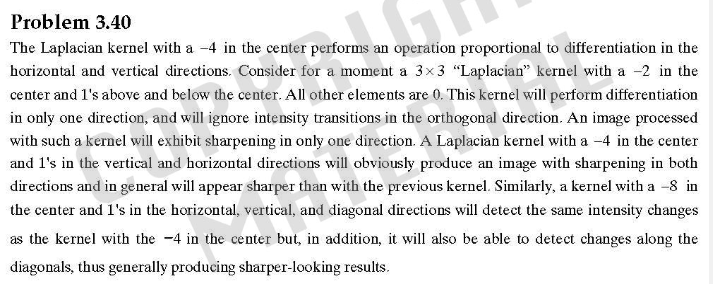 Problem 3.40
The Laplacian kernel with a −4 in the center performs an operation proportional to differentiation in the
horizontal and vertical directions. Consider for a moment a 3×3 “Laplacian” kernel with a −2 in the
center and 1's above and below the center. All other elements are 0. This kernel will perform differentiation
in only one direction, and will ignore intensity transitions in the orthogonal direction. An image processed
with such a kernel will exhibit sharpening in only one direction. A Laplacian kernel with a −4 in the center
and 1's in the vertical and horizontal directions will obviously produce an image with sharpening in both
directions and in general will appear sharper than with the previous kernel. Similarly, a kernel with a −8 in
the center and 1's in the horizontal, vertical, and diagonal directions will detect the same intensity changes
as the kernel with the −4 in the center but, in addition, it will also be able to detect changes along the
diagonals, thus generally producing sharper-looking results.
COPYRIGHT
MATERIAL